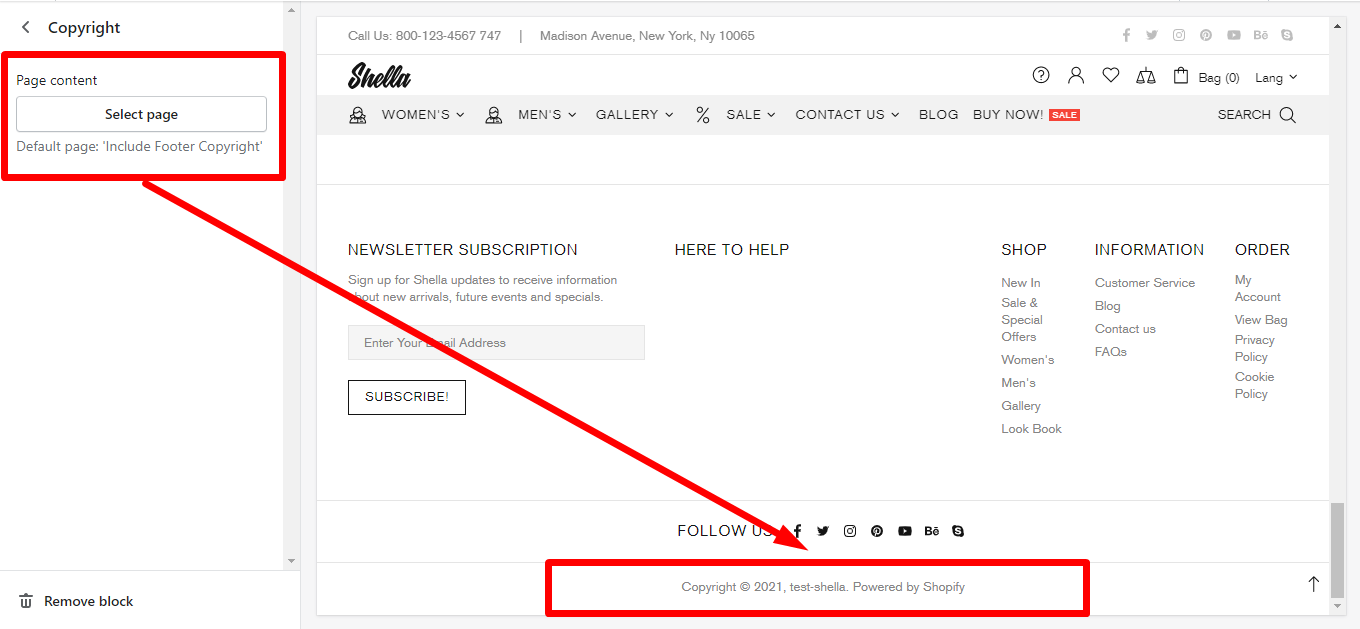 Copyright
Page content
Select page
Default page: 'Include Footer Copyright'
Remove block
Call Us: 800-123-4567 747 | Madison Avenue, New York, Ny 10065
Bē
Shella
Bag (0) Lang
WOMEN'S MEN'S GALLERY % SALE CONTACT US BLOG BUY NOW! SALE SEARCH
NEWSLETTER SUBSCRIPTION
Sign up for Shella updates to receive information
about new arrivals, future events and specials.
Enter Your Email Address
SUBSCRIBE!
HERE TO HELP
SHOP
New In
Sale &
Special
Offers
Women's
Men's
Gallery
Look Book
INFORMATION
Customer Service
Blog
Contact us
FAQs
ORDER
My
Account
View Bag
Privacy
Policy
Cookie
Policy
FOLLOW US
Bē
Copyright © 2021, test-shella. Powered by Shopify